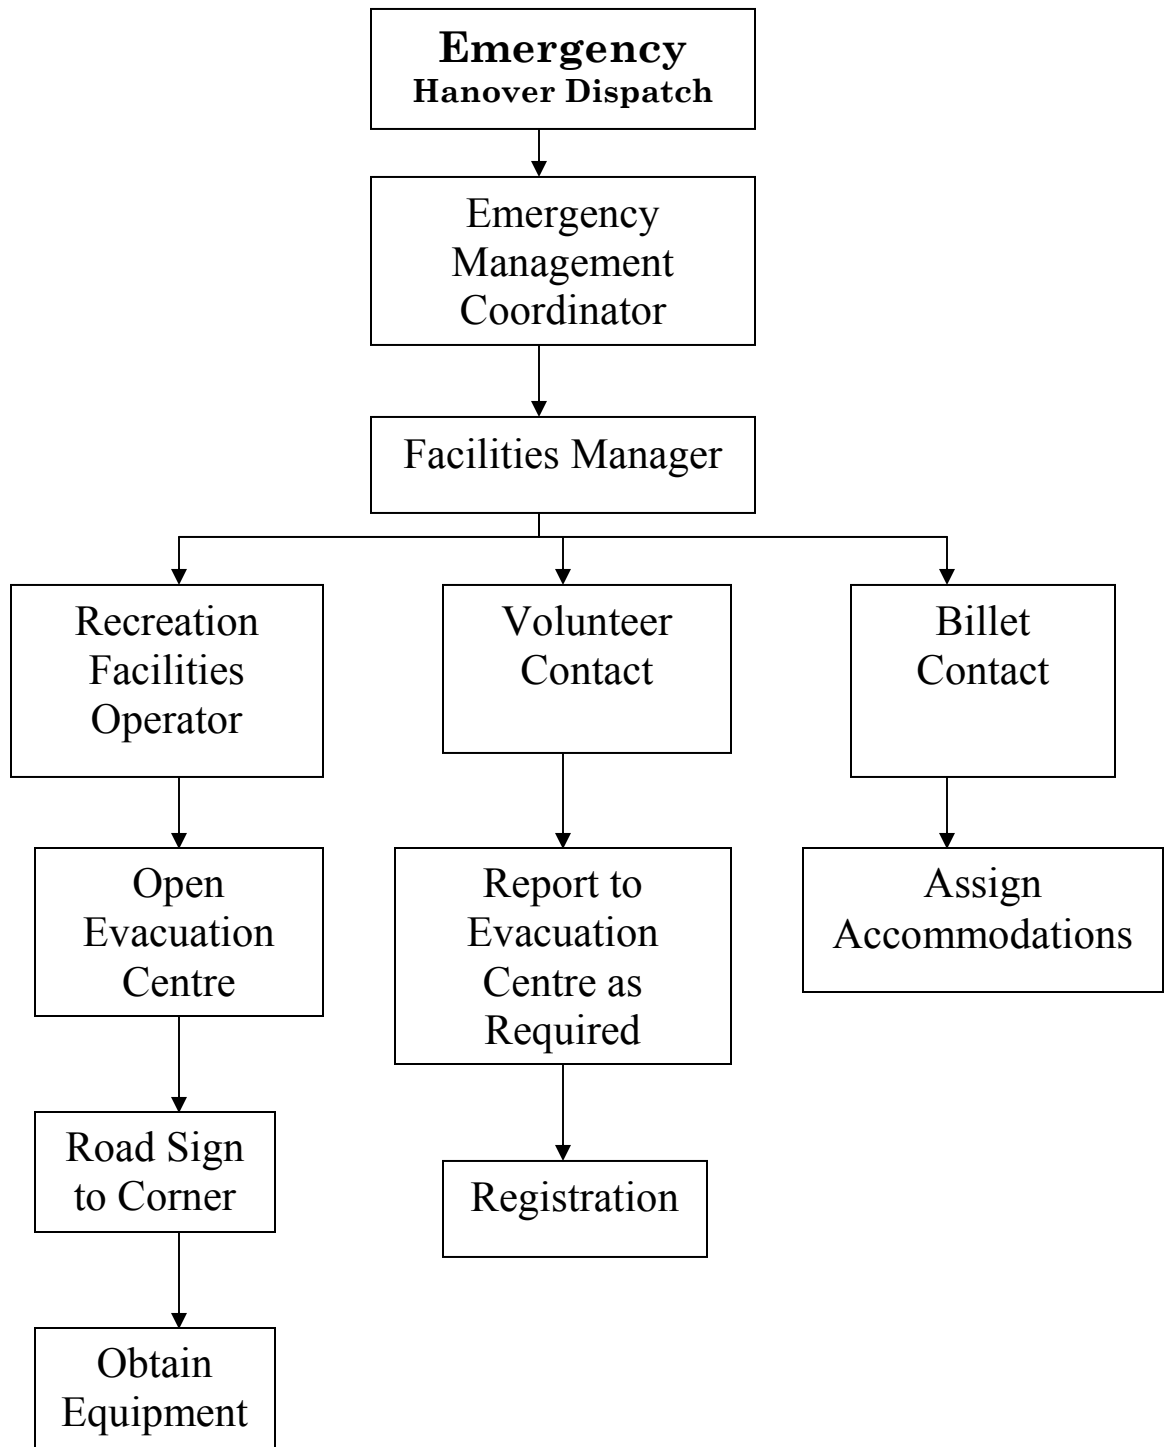 Emergency
Hanover Dispatch
Emergency
Management
Coordinator
Facilities Manager
Recreation
Facilities
Operator
Volunteer
Contact
Billet
Contact
Open
Evacuation
Centre
Report to
Evacuation
Centre as
Required
Assign
Accommodations
Road Sign
to Corner
Registration
Obtain
Equipment